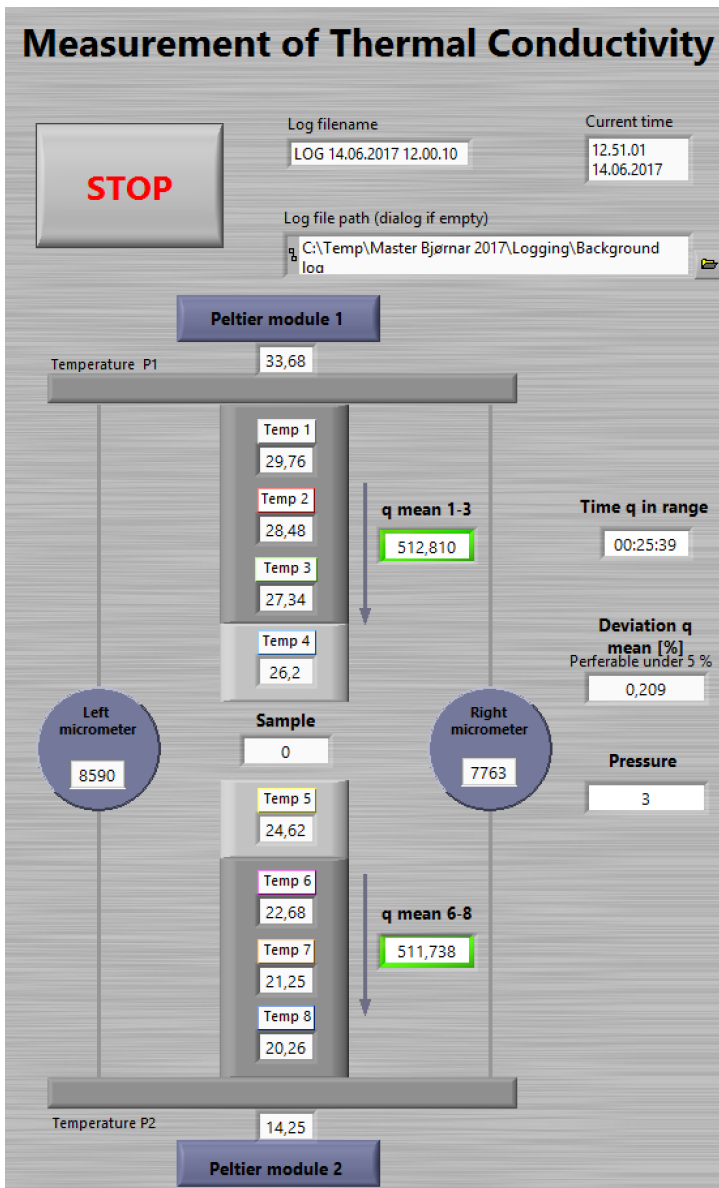 Measurement of Thermal Conductivity
STOP
Log filename
LOG 14.06.2017 12.00.10
Current time
12.51.01
14.06.2017
Log file path (dialog if empty)
C:\Temp\Master Bjørnar 2017\Logging\Background
log
Peltier module 1
Temperature P1
33,68
Temp 1
29,76
Temp 2
28,48
Temp 3
27,34
q mean 1-3
512,810
Time q in range
00:25:39
Temp 4
26,2
Deviation q
mean [%]
Perferable under 5 %
0,209
Left
micrometer
8590
Sample
0
Right
micrometer
7763
Pressure
3
Temp 5
24,62
Temp 6
22,68
Temp 7
21,25
Temp 8
20,26
q mean 6-8
511,738
Temperature P2
14,25
Peltier module 2